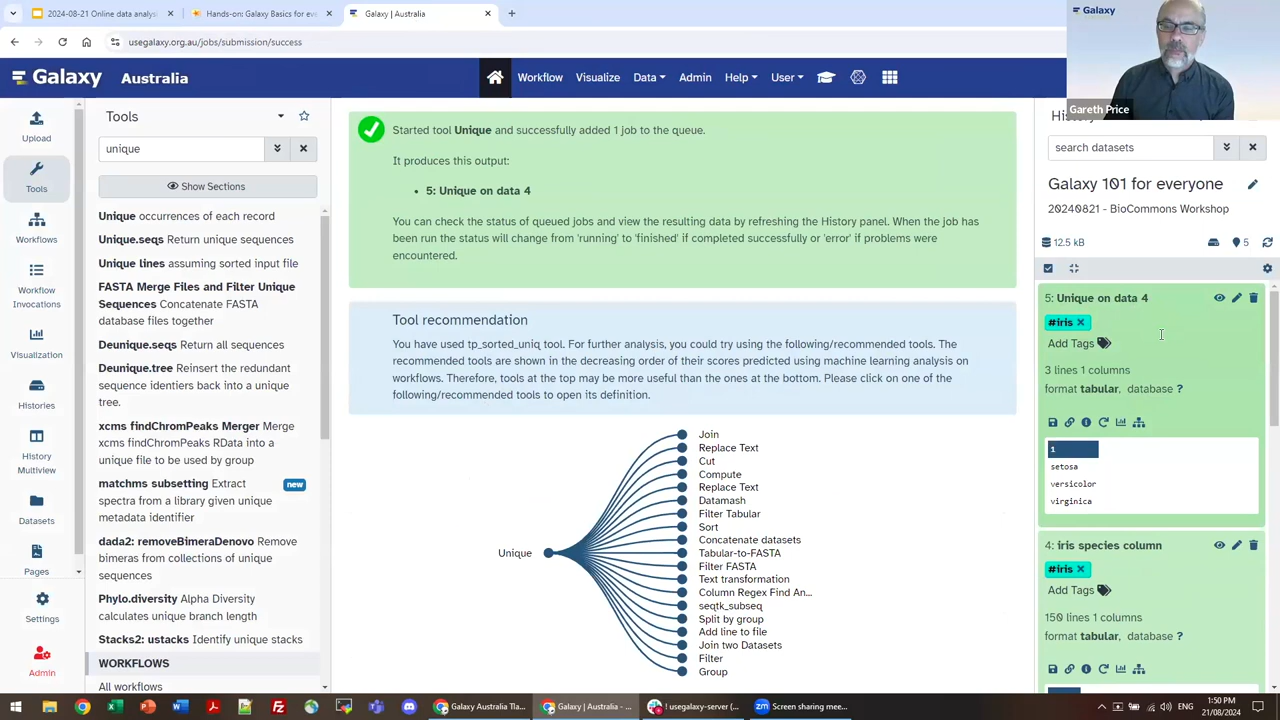 2024-08-21 Online data analysi
Hands-on: Galaxy Basics for eve
Galaxy | Australia
usegalaxy.org.au/jobs/submission/success
Galaxy Australia
Workflow Visualize Data Admin Help User
Galaxy
Gareth Price
Upload
Tools
Workflows
Workflow Invocations
Visualization
Histories
History Multiview
Datasets
Pages
Settings
Admin
Tools
unique
Show Sections
Unique occurrences of each record
Unique.seqs Return unique sequences
Unique lines assuming sorted input file
FASTA Merge Files and Filter Unique
Sequences Concatenate FASTA
database files together
Deunique.seqs Return all sequences
Deunique.tree Reinsert the redundant
sequence identiers back into a unique
tree.
xcms findChromPeaks Merger Merge
xcms findChromPeaks RData into a
unique file to be used by group
matchms subsetting Extract new
spectra from a library given unique
metadata identifier
dada2: removeBimeraDenovo Remove
bimeras from collections of unique
sequences
Phylo.diversity Alpha Diversity
calculates unique branch length
Stacks2: ustacks Identify unique stacks
WORKFLOWS
All workflows
Started tool Unique and successfully added 1 job to the queue.
It produces this output:
• 5: Unique on data 4
You can check the status of queued jobs and view the resulting data by refreshing the History panel. When the job has
been run the status will change from 'running' to 'finished' if completed successfully or 'error' if problems were
encountered.
Tool recommendation
You have used tp_sorted_uniq tool. For further analysis, you could try using the following/recommended tools. The
recommended tools are shown in the decreasing order of their scores predicted using machine learning analysis on
workflows. Therefore, tools at the top may be more useful than the ones at the bottom. Please click on one of the
following/recommended tools to open its definition.
Unique
Join
Replace Text
Cut
Compute
Replace Text
Datamash
Filter Tabular
Sort
Concatenate datasets
Tabular-to-FASTA
Filter FASTA
Text transformation
Column Regex Find An...
seqtk_subseq
Split by group
Add line to file
Join two Datasets
Filter
Group
search datasets
Galaxy 101 for everyone
20240821 - BioCommons Workshop
12.5 kB
5
5: Unique on data 4
#iris
Add Tags
3 lines 1 columns
format tabular, database ?
1
setosa
versicolor
virginica
4: iris species column
#iris
Add Tags
150 lines 1 columns
format tabular, database ?
Galaxy Australia Tla...
Galaxy | Australia - ...
! usegalaxy-server (...
Screen sharing mee...
ENG
1:50 PM
21/08/2024